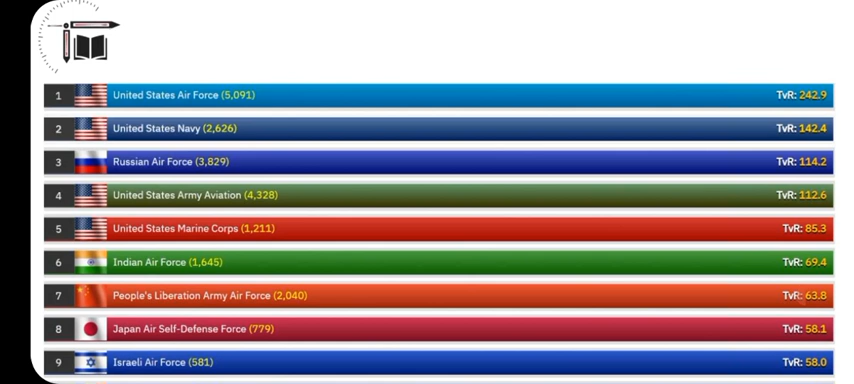 1 United States Air Force (5,091) TvR: 242.9
2 United States Navy (2,626) TvR: 142.4
3 Russian Air Force (3,829) TvR: 114.2
4 United States Army Aviation (4,328) TvR: 112.6
5 United States Marine Corps (1,211) TvR: 85.3
6 Indian Air Force (1,645) TvR: 69.4
7 People's Liberation Army Air Force (2,040) TvR: 63.8
8 Japan Air Self-Defense Force (779) TvR: 58.1
9 Israeli Air Force (581) TvR: 58.0